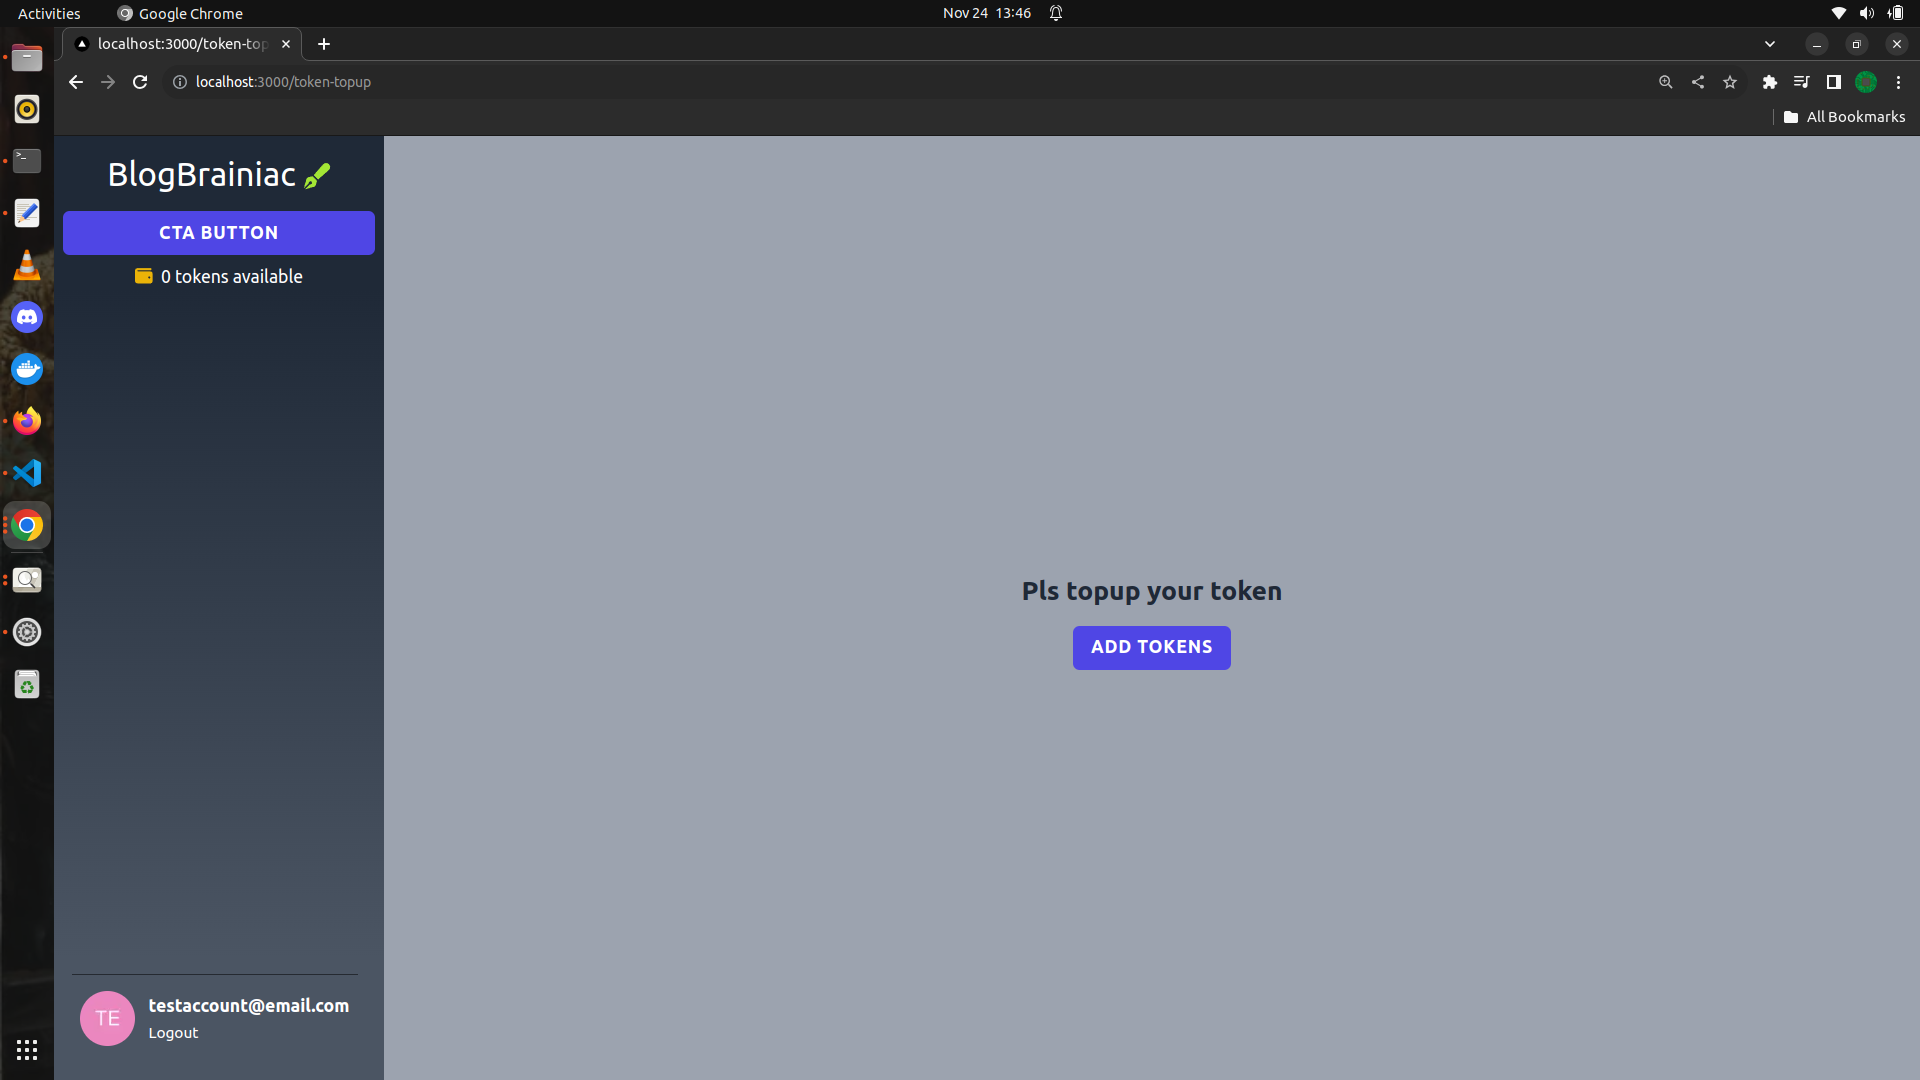 Activities
Google Chrome
Nov 24 13:46
localhost:3000/token-top
localhost:3000/token-topup
All Bookmarks
BlogBrainiac
CTA BUTTON
0 tokens available
Pls topup your token
ADD TOKENS
TE
testaccount@email.com
Logout